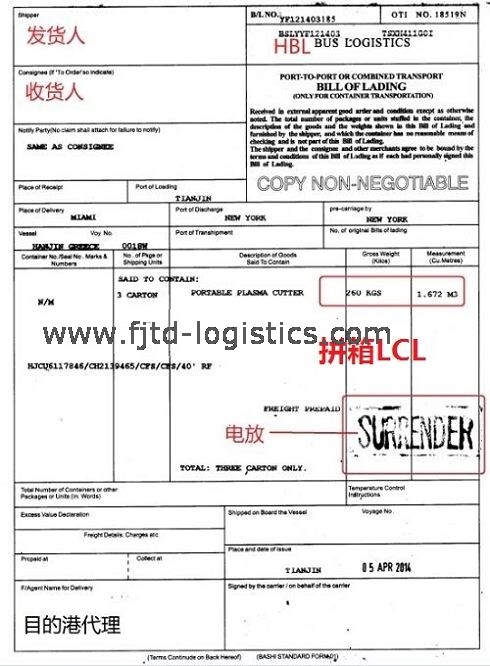 Shipper
发货人
B/L NO. YF121403185
OTI NO. 18519N
BSLYYF121403
HBL BUS LOGISTICS
Consignee (If 'To Order'so indicate)
收货人
PORT-TO-PORT OR COMBINED TRANSPORT
BILL OF LADING
(ONLY FOR CONTAINER TRANSPORTATION)
Received in external apparent good order and condition except as otherwise
noted. The total number of packages or units stuffed in the container, the
description of the goods and the weights shown in this Bill of Lading and
furnished by the shipper, and which the carrier has no reasonable means of
checking and is not part of this Bill of Lading.
The shipper and the consignee and other merchants agree to be bound by the
terms and conditions of this Bill of Lading as if each had personally signed this
Bill of Lading.
COPY NON-NEGOTIABLE
Notify Party(No claim shall attach for failure to notify)
SAME AS CONSIGNEE
Place of Receipt
Port of Loading
TIANJIN
Place of Delivery
MIAMI
Port of Discharge
NEW YORK
pre-carriage by
NEW YORK
Vessel Voy. No.
HANJIN GREECE 0018W
Port of Transhipment
No. of original Bills of lading
Container No./Seal No. Marks &
Numbers
No. of Pkgs or
Shipping Units
Description of Goods
Said To Contain
Gross Weight
(Kilos)
Measurement
(Cu.Metres)
SAID TO CONTAIN:
N/M
3 CARTON
PORTABLE PLASMA CUTTER
260 KGS
1.672 M3
www.fjtd-logistics.com
拼箱LCL
HJCU6117846/CH2139465/CFS/CFS/40' RF
FREIGHT PREPAID
电放
SURRENDER
TOTAL: THREE CARTON ONLY.
Total Number of Containers or other
Packages or Units (in. Words)
Temperature Control
Instructions
Excess Value Declaration
Shipped on Board the Vessel
Voyage No.
Freight Details. Charges etc
Prepaid at
Collect at
Place and date of issue
TIANJIN
05 APR 2014
F/Agent Name for Delivery
Signed by the carrier / on behalf of the carrier
目的港代理
(Terms Continude on Back Hereof)
(BASHI STANDARD FORM